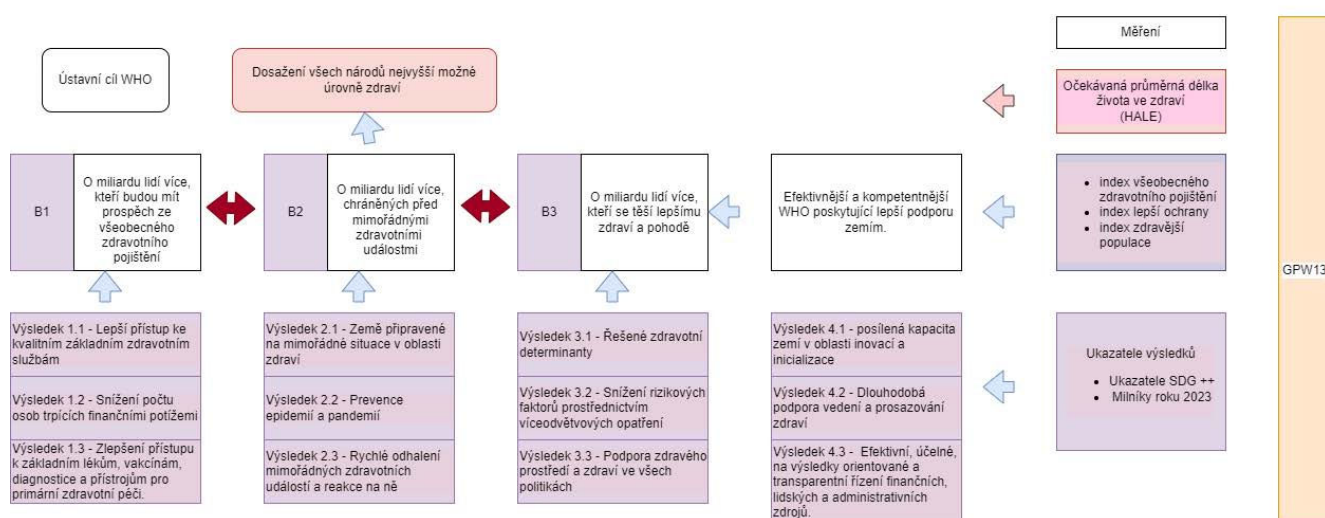 Měření
Ústavní cíl WHO
Dosažení všech národů nejvyšší možné
úrovně zdraví
Očekávaná průměrná délka
života ve zdraví
(HALE)
B1
O miliardu lidí více,
kteří budou mít
prospěch ze
všeobecného
zdravotního
pojištění
B2
O miliardu lidí více,
chráněných před
mimořádnými
zdravotními
událostmi
B3
O miliardu lidí více,
kteří se těší lepšímu
zdraví a pohodě
Efektivnější a kompetentnější
WHO poskytující lepší podporu
zemím.
• index všeobecného
zdravotního pojištění
• index lepší ochrany
• index zdravější
populace
GPW13
Výsledek 1.1 - Lepší přístup ke
kvalitním základním zdravotním
službám
Výsledek 1.2 - Snížení počtu
osob trpících finančními potížemi
Výsledek 1.3 - Zlepšení přístupu
k základním lékům, vakcínám,
diagnostice a přístrojům pro
primární zdravotní péči.
Výsledek 2.1 - Země připravené
na mimořádné situace v oblasti
zdraví
Výsledek 2.2 - Prevence
epidemií a pandemií
Výsledek 2.3 - Rychlé odhalení
mimořádných zdravotních
událostí a reakce na ně
Výsledek 3.1 - Řešené zdravotní
determinanty
Výsledek 3.2 - Snížení rizikových
faktorů prostřednictvím
víceodvětvových opatření
Výsledek 3.3 - Podpora zdravého
prostředí a zdraví ve všech
politikách
Výsledek 4.1 - posílená kapacita
zemí v oblasti inovací a
inicializace
Výsledek 4.2 - Dlouhodobá
podpora vedení a prosazování
zdraví
Výsledek 4.3 - Efektivní, účelné,
na výsledky orientované a
transparentní řízení finančních,
lidských a administrativních
zdrojů.
Ukazatele výsledků
• Ukazatele SDG ++
• Milníky roku 2023